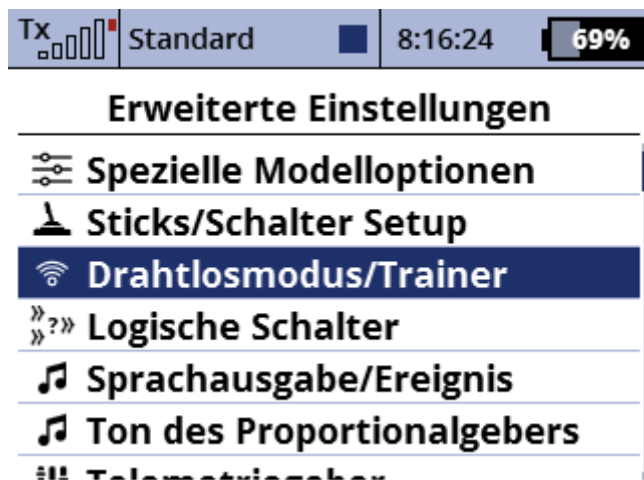 Tx Standard 8:16:24 69%
Erweiterte Einstellungen
Spezielle Modelloptionen
Sticks/Schalter Setup
Drahtlosmodus/Trainer
Logische Schalter
Sprachausgabe/Ereignis
Ton des Proportionalgebers
Telemetriegeber